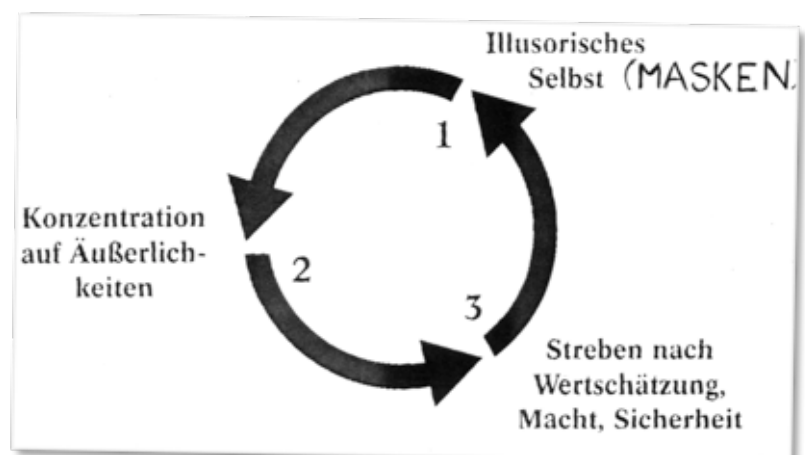 Illusorisches
Selbst (MASKEN)
1
Konzentration
auf Äußerlich-
keiten
2
3
Streben nach
Wertschätzung,
Macht, Sicherheit